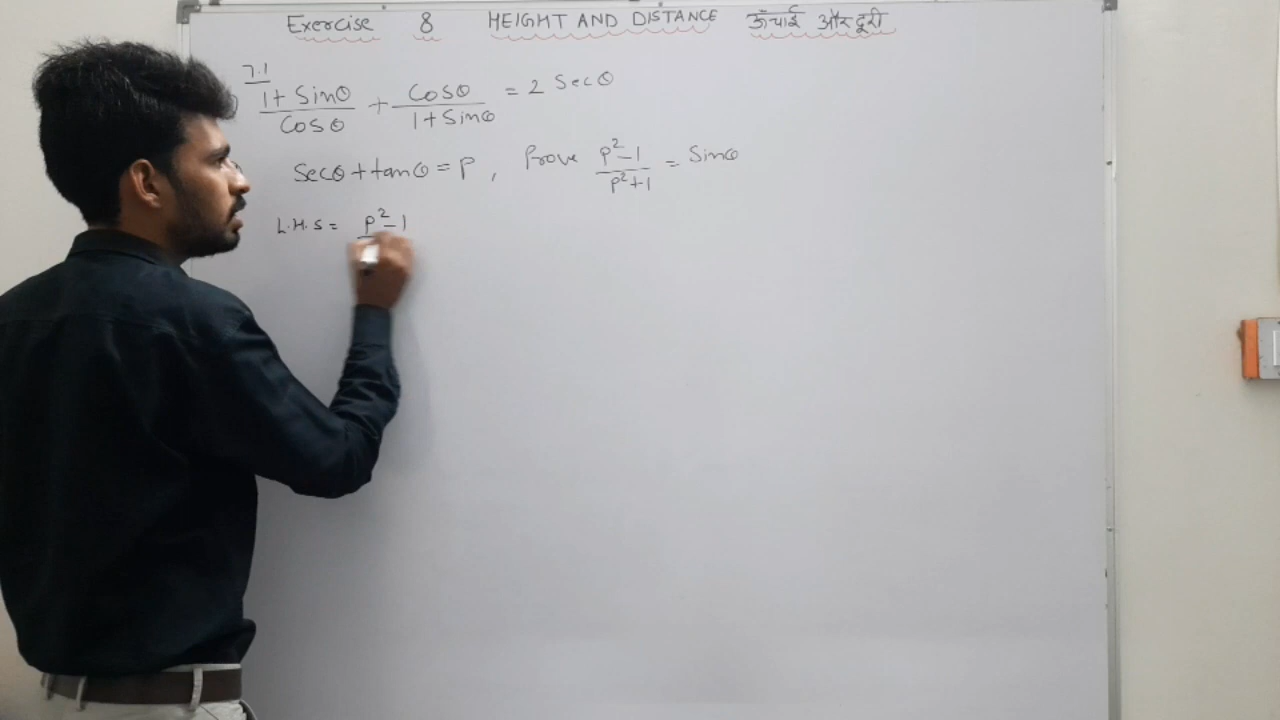 Exercise 8 HEIGHT AND DISTANCE ऊँचाई और दूरी
7.1
(1+Sinθ)/(Cosθ) + (Cosθ)/(1+Sinθ) = 2 Secθ
Secθ+tanθ=P, Prove (P²-1)/(P²+1) = Sinθ
L.H.S = P²-1